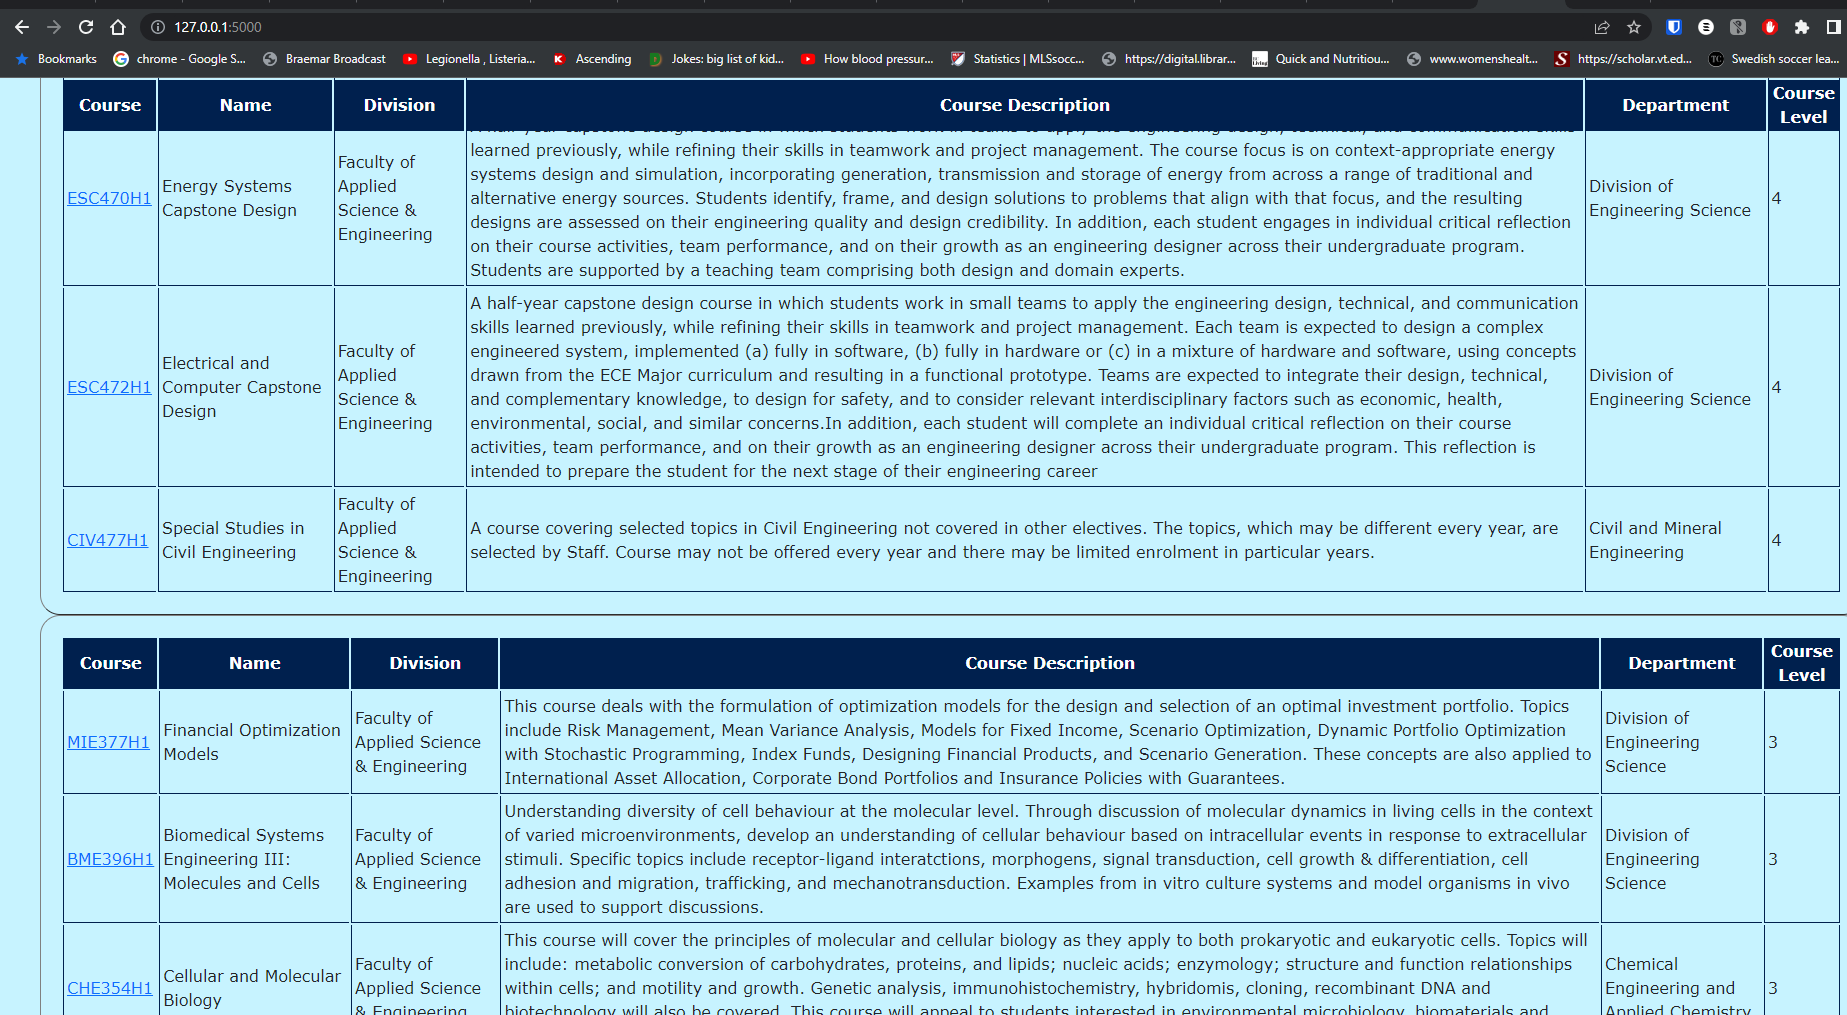 127.0.0.1:5000
Bookmarks chrome - Google S... Braemar Broadcast Legionella , Listeria... Ascending Jokes: big list of kid... How blood pressur... Statistics | MLSsocc... https://digital.librar... Quick and Nutritiou... www.womenshealt... https://scholar.vt.ed... Swedish soccer lea...
Course Name Division Course Description Department Course Level
ESC470H1
Energy Systems
Capstone Design
Faculty of
Applied
Science &
Engineering
learned previously, while refining their skills in teamwork and project management. The course focus is on context-appropriate energy
systems design and simulation, incorporating generation, transmission and storage of energy from across a range of traditional and
alternative energy sources. Students identify, frame, and design solutions to problems that align with that focus, and the resulting
designs are assessed on their engineering quality and design credibility. In addition, each student engages in individual critical reflection
on their course activities, team performance, and on their growth as an engineering designer across their undergraduate program.
Students are supported by a teaching team comprising both design and domain experts.
Division of
Engineering Science
4
ESC472H1
Electrical and
Computer Capstone
Design
Faculty of
Applied
Science &
Engineering
A half-year capstone design course in which students work in small teams to apply the engineering design, technical, and communication
skills learned previously, while refining their skills in teamwork and project management. Each team is expected to design a complex
engineered system, implemented (a) fully in software, (b) fully in hardware or (c) in a mixture of hardware and software, using concepts
drawn from the ECE Major curriculum and resulting in a functional prototype. Teams are expected to integrate their design, technical,
and complementary knowledge, to design for safety, and to consider relevant interdisciplinary factors such as economic, health,
environmental, social, and similar concerns.In addition, each student will complete an individual critical reflection on their course
activities, team performance, and on their growth as an engineering designer across their undergraduate program. This reflection is
intended to prepare the student for the next stage of their engineering career
Division of
Engineering Science
4
CIV477H1
Special Studies in
Civil Engineering
Faculty of
Applied
Science &
Engineering
A course covering selected topics in Civil Engineering not covered in other electives. The topics, which may be different every year, are
selected by Staff. Course may not be offered every year and there may be limited enrolment in particular years.
Civil and Mineral
Engineering
4
Course Name Division Course Description Department Course Level
MIE377H1
Financial Optimization
Models
Faculty of
Applied Science
& Engineering
This course deals with the formulation of optimization models for the design and selection of an optimal investment portfolio. Topics
include Risk Management, Mean Variance Analysis, Models for Fixed Income, Scenario Optimization, Dynamic Portfolio Optimization
with Stochastic Programming, Index Funds, Designing Financial Products, and Scenario Generation. These concepts are also applied to
International Asset Allocation, Corporate Bond Portfolios and Insurance Policies with Guarantees.
Division of
Engineering
Science
3
BME396H1
Biomedical Systems
Engineering III:
Molecules and Cells
Faculty of
Applied Science
& Engineering
Understanding diversity of cell behaviour at the molecular level. Through discussion of molecular dynamics in living cells in the context
of varied microenvironments, develop an understanding of cellular behaviour based on intracellular events in response to extracellular
stimuli. Specific topics include receptor-ligand interatctions, morphogens, signal transduction, cell growth & differentiation, cell
adhesion and migration, trafficking, and mechanotransduction. Examples from in vitro culture systems and model organisms in vivo
are used to support discussions.
Division of
Engineering
Science
3
CHE354H1
Cellular and Molecular
Biology
Faculty of
Applied Science
& Engineering
This course will cover the principles of molecular and cellular biology as they apply to both prokaryotic and eukaryotic cells. Topics will
include: metabolic conversion of carbohydrates, proteins, and lipids; nucleic acids; enzymology; structure and function relationships
within cells; and motility and growth. Genetic analysis, immunohistochemistry, hybridomis, cloning, recombinant DNA and
biotechnology will also be covered. This course will appeal to students interested in environmental microbiology, biomaterials and
Chemical
Engineering and
Applied Chemistry
3